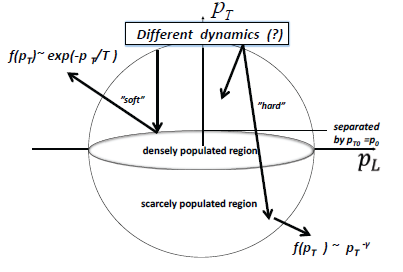 p_T
Different dynamics (?)
f(p_T)~ exp(-p_T/T )
"soft"
"hard"
separated
by p_T0 =p_0
densely populated region
p_L
scarcely populated region
f(p_T ) ~ p_T^-γ